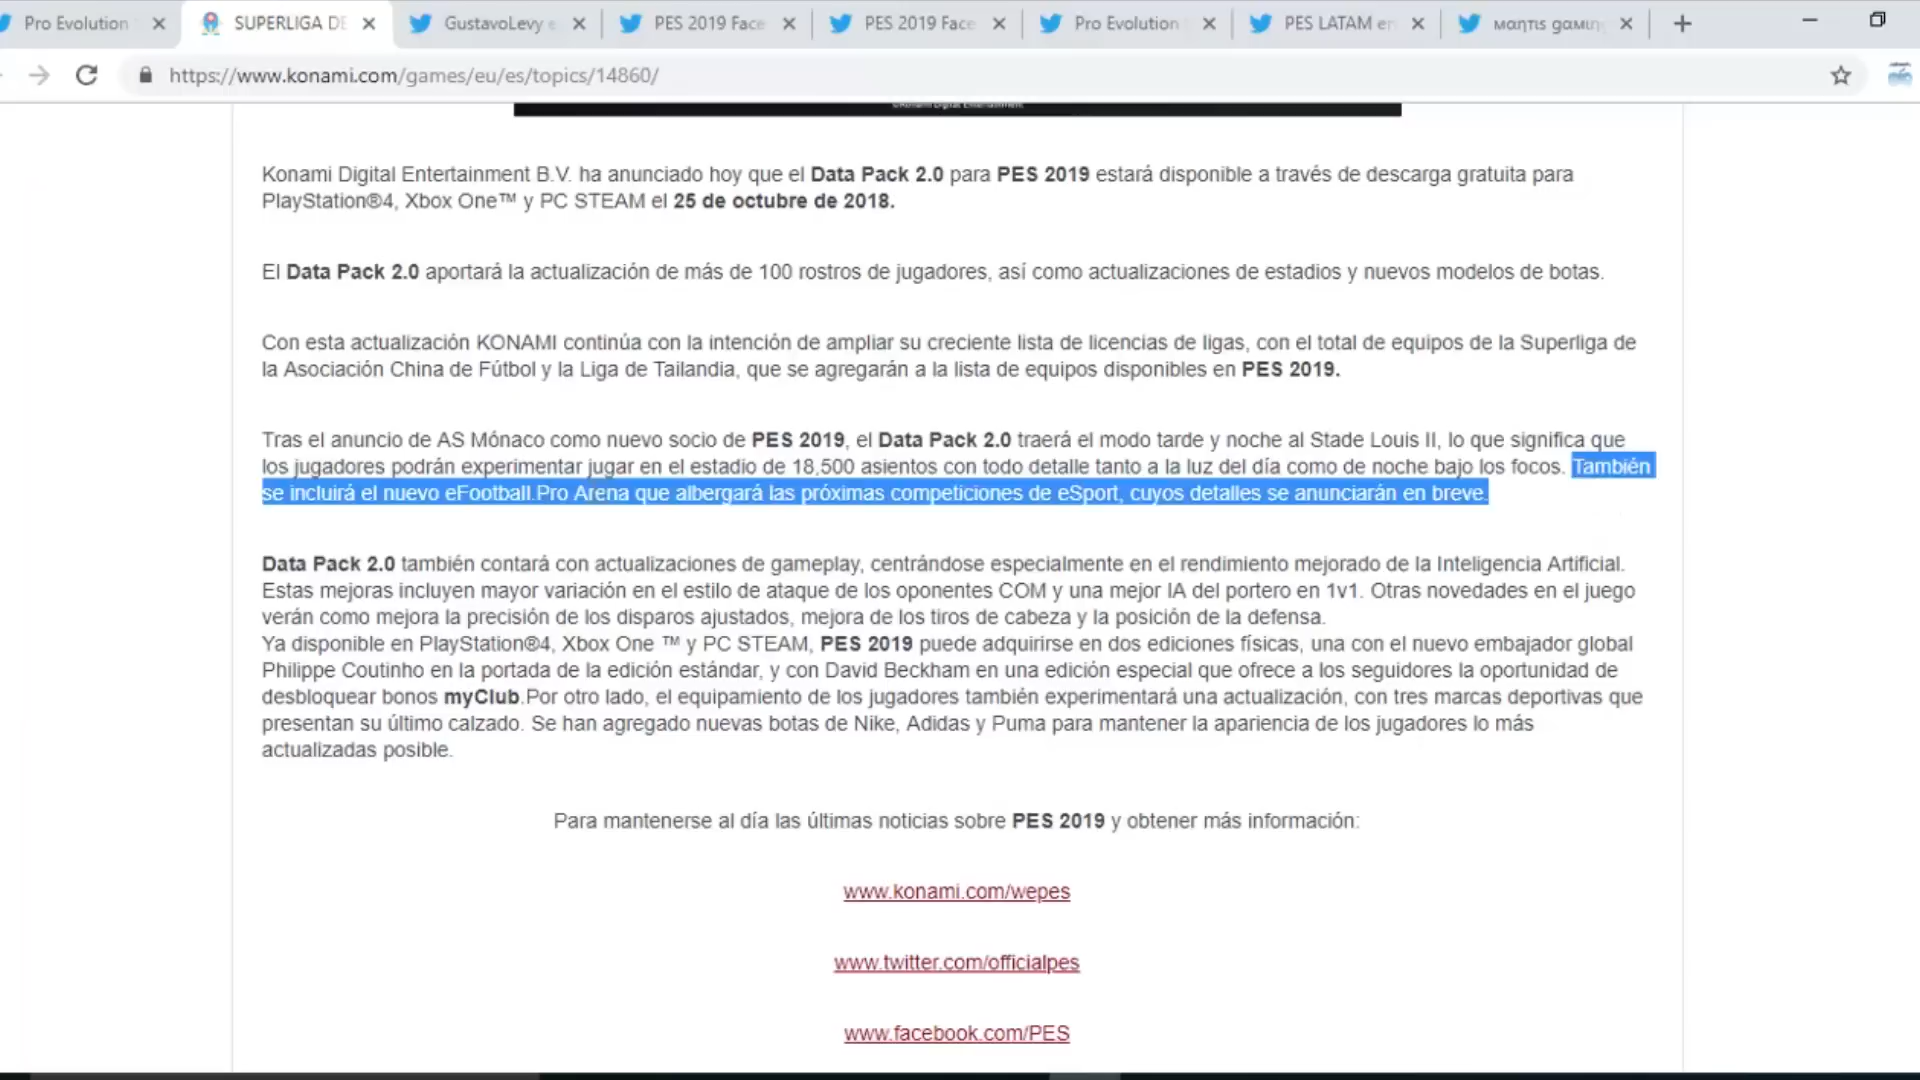 Pro Evolution
SUPERLIGA DE
GustavoLevy e
PES 2019 Face
PES 2019 Face
Pro Evolution
PES LATAM en
мαηтιs gαмιη
https://www.konami.com/games/eu/es/topics/14860/
©Konami Digital Entertainment
Konami Digital Entertainment B.V. ha anunciado hoy que el Data Pack 2.0 para PES 2019 estará disponible a través de descarga gratuita para
PlayStation®4, Xbox One™ y PC STEAM el 25 de octubre de 2018.
El Data Pack 2.0 aportará la actualización de más de 100 rostros de jugadores, así como actualizaciones de estadios y nuevos modelos de botas.
Con esta actualización KONAMI continúa con la intención de ampliar su creciente lista de licencias de ligas, con el total de equipos de la Superliga de
la Asociación China de Fútbol y la Liga de Tailandia, que se agregarán a la lista de equipos disponibles en PES 2019.
Tras el anuncio de AS Mónaco como nuevo socio de PES 2019, el Data Pack 2.0 traerá el modo tarde y noche al Stade Louis II, lo que significa que
los jugadores podrán experimentar jugar en el estadio de 18,500 asientos con todo detalle tanto a la luz del día como de noche bajo los focos. También
se incluirá el nuevo eFootball.Pro Arena que albergará las próximas competiciones de eSport, cuyos detalles se anunciarán en breve.
Data Pack 2.0 también contará con actualizaciones de gameplay, centrándose especialmente en el rendimiento mejorado de la Inteligencia Artificial.
Estas mejoras incluyen mayor variación en el estilo de ataque de los oponentes COM y una mejor IA del portero en 1v1. Otras novedades en el juego
verán como mejora la precisión de los disparos ajustados, mejora de los tiros de cabeza y la posición de la defensa.
Ya disponible en PlayStation®4, Xbox One ™ y PC STEAM, PES 2019 puede adquirirse en dos ediciones físicas, una con el nuevo embajador global
Philippe Coutinho en la portada de la edición estándar, y con David Beckham en una edición especial que ofrece a los seguidores la oportunidad de
desbloquear bonos myClub.Por otro lado, el equipamiento de los jugadores también experimentará una actualización, con tres marcas deportivas que
presentan su último calzado. Se han agregado nuevas botas de Nike, Adidas y Puma para mantener la apariencia de los jugadores lo más
actualizadas posible.
Para mantenerse al día las últimas noticias sobre PES 2019 y obtener más información:
www.konami.com/wepes
www.twitter.com/officialpes
www.facebook.com/PES